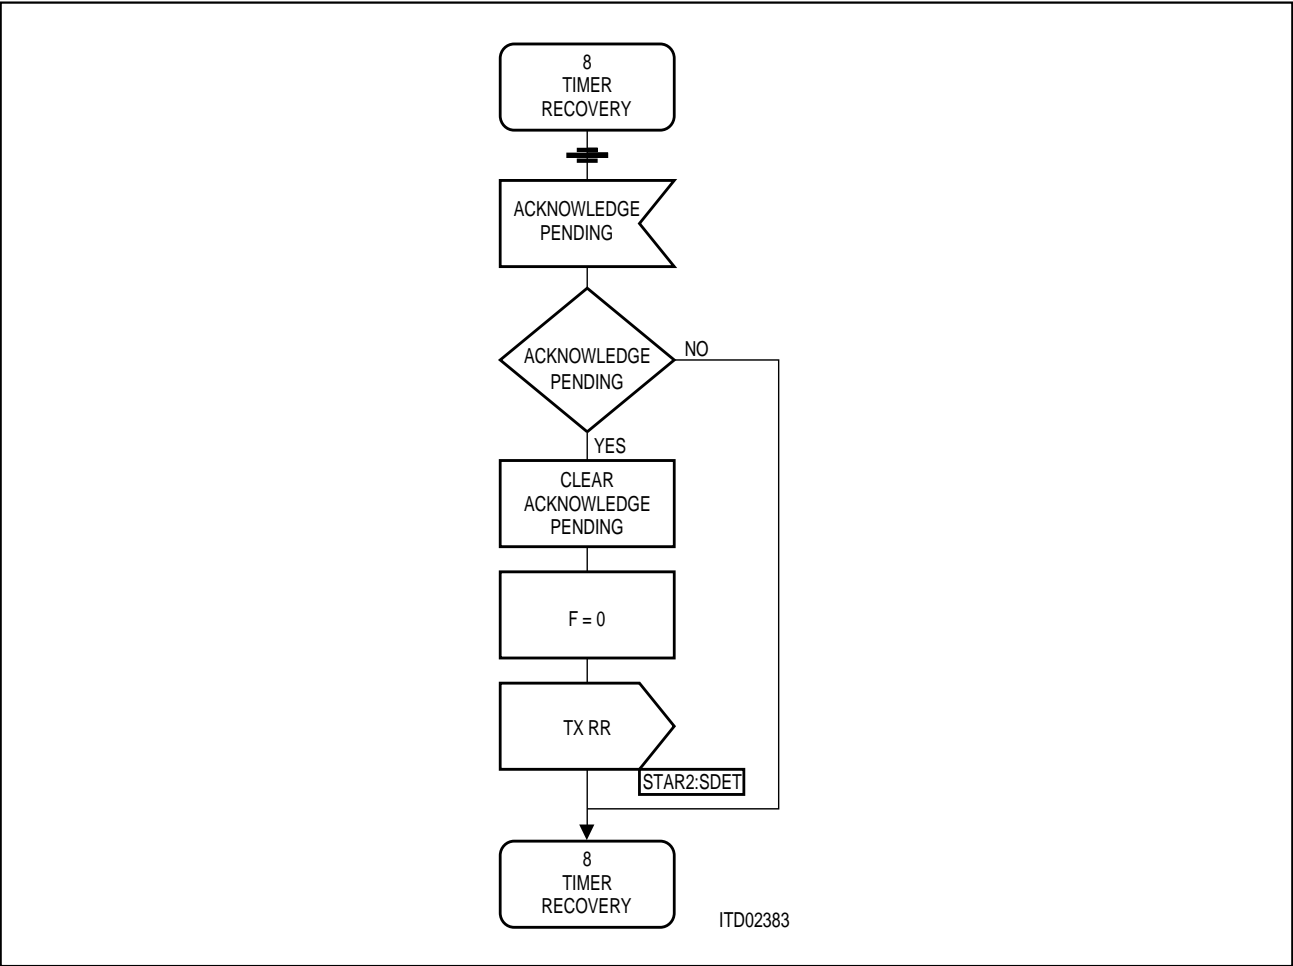 8
TIMER
RECOVERY
ACKNOWLEDGE
PENDING
ACKNOWLEDGE
PENDING
NO
YES
CLEAR
ACKNOWLEDGE
PENDING
F = 0
TX RR
STAR2:SDET
8
TIMER
RECOVERY
ITD02383